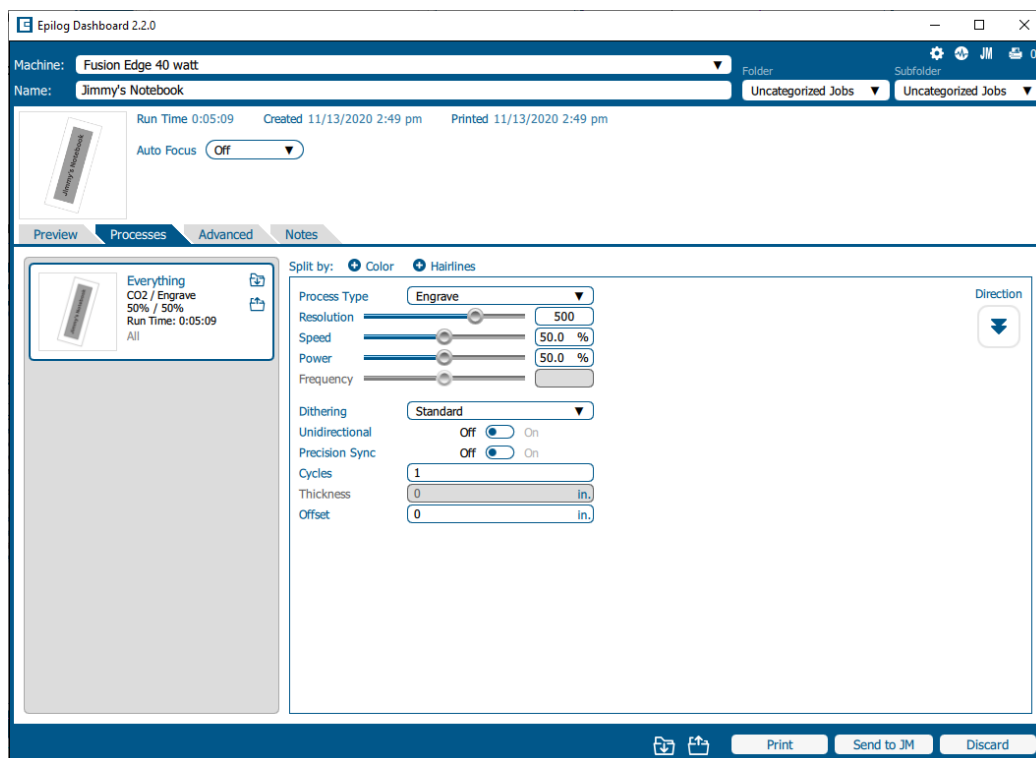 Epilog Dashboard 2.2.0
Machine: Fusion Edge 40 watt
Name: Jimmy's Notebook
JM 0
Folder Subfolder
Uncategorized Jobs Uncategorized Jobs
Jimmy's Notebook
Run Time 0:05:09 Created 11/13/2020 2:49 pm Printed 11/13/2020 2:49 pm
Auto Focus Off
Preview Processes Advanced Notes
Jimmy's Notebook
Everything
CO2 / Engrave
50% / 50%
Run Time: 0:05:09
All
Split by: Color Hairlines
Process Type Engrave
Resolution 500
Speed 50.0 %
Power 50.0 %
Frequency
Dithering Standard
Unidirectional Off On
Precision Sync Off On
Cycles 1
Thickness 0 in.
Offset 0 in.
Direction
Print Send to JM Discard